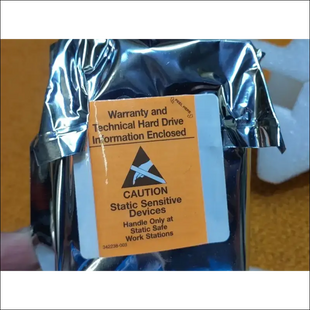 Warranty and
Technical Hard Drive
Information Enclosed
CAUTION
Static Sensitive
Devices
Handle Only at
Static Safe
Work Stations